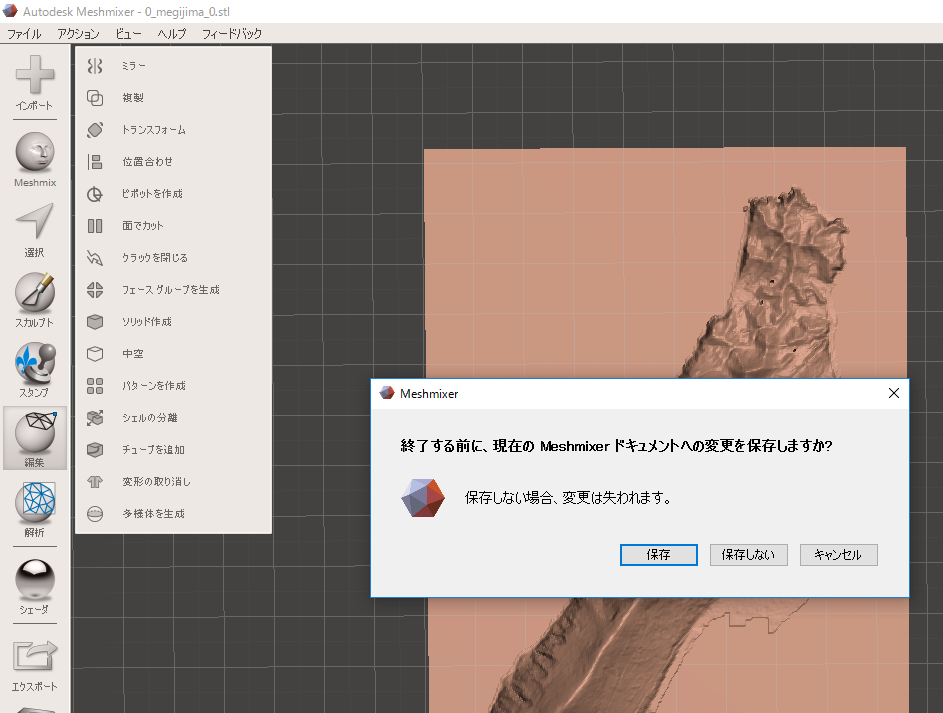 Autodesk Meshmixer - 0_megijima_0.stl
ファイル アクション ビュー ヘルプ フィードバック
インポート
Meshmix
選択
スカルプト
スタンプ
編集
解析
シェーダ
エクスポート
ミラー
複製
トランスフォーム
位置合わせ
ピボットを作成
面でカット
クラックを閉じる
フェースグループを生成
ソリッド作成
中空
パターンを作成
シェルの分離
チューブを追加
変形の取り消し
多様体を生成
Meshmixer
終了する前に、現在の Meshmixer ドキュメントへの変更を保存しますか?
保存しない場合、変更は失われます。
保存 保存しない キャンセル